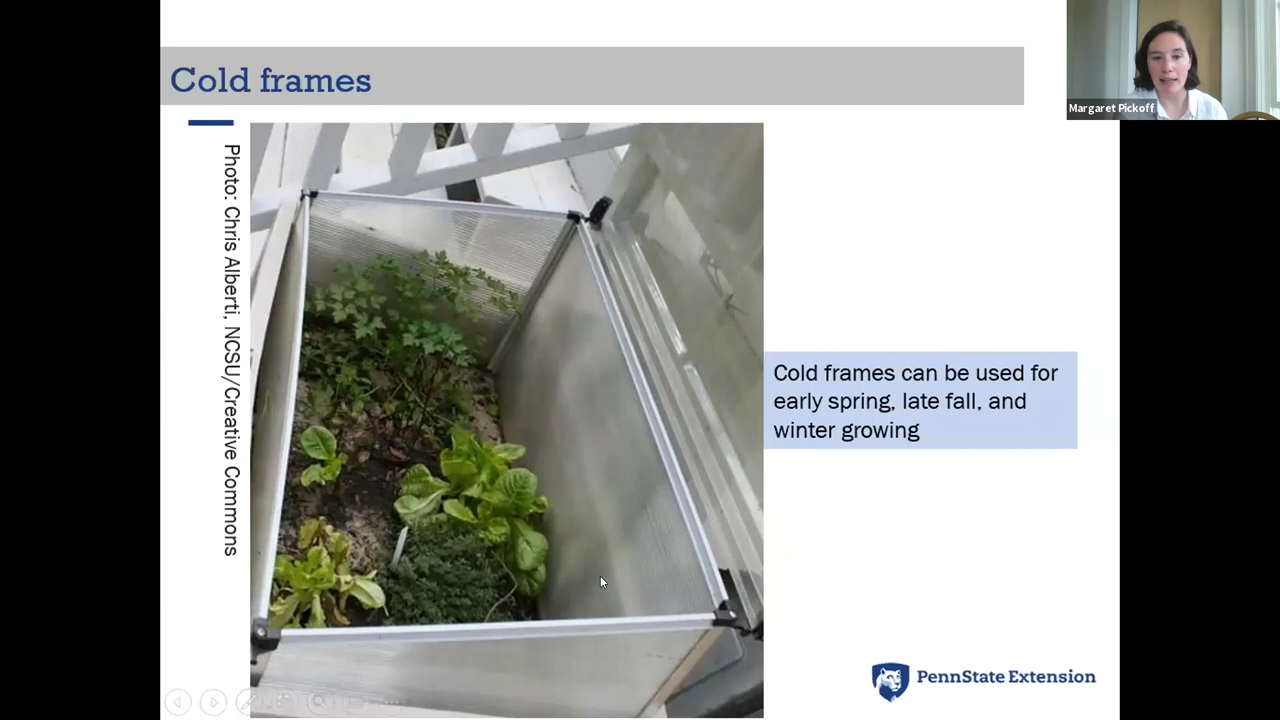 Cold frames
Margaret Pickoff
Photo: Chris Alberti, NCSU/Creative Commons
Cold frames can be used for
early spring, late fall, and
winter growing
PennState Extension